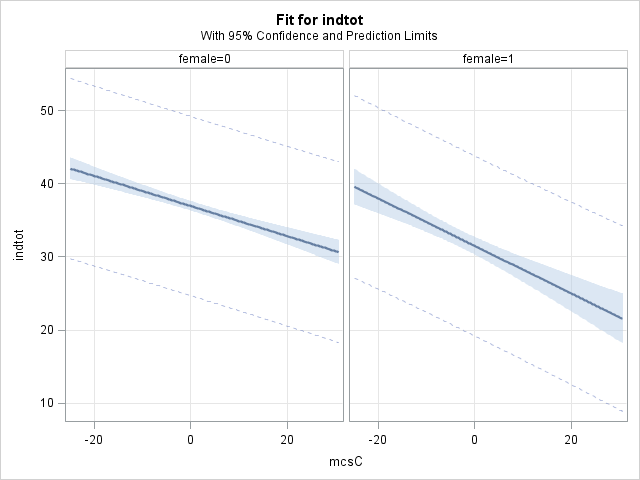 Fit for indtot
With 95% Confidence and Prediction Limits
female=0 female=1
50
40
30
20
10
indtot
-20 0 20 -20 0 20
mcsC